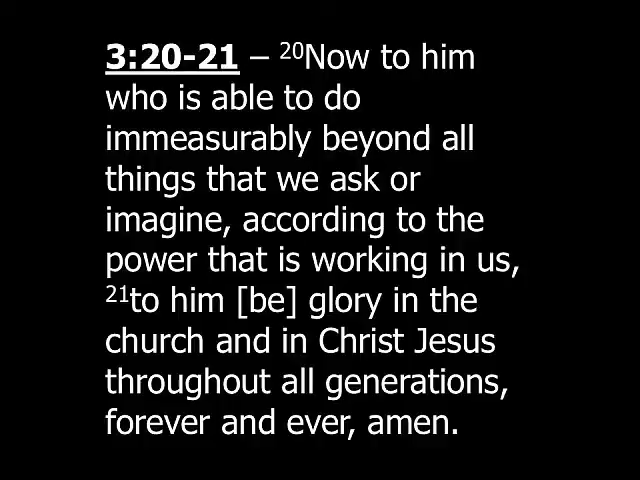 3:20-21 – 20Now to him
who is able to do
immeasurably beyond all
things that we ask or
imagine, according to the
power that is working in us,
21to him [be] glory in the
church and in Christ Jesus
throughout all generations,
forever and ever, amen.